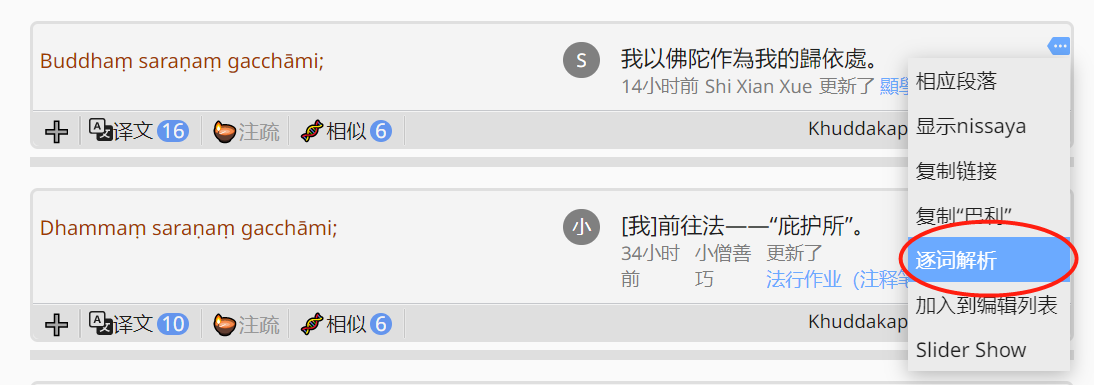 Buddhaṃ saraṇaṃ gacchāmi;
S
我以佛陀作為我的歸依處。
14小时前 Shi Xian Xue 更新了 顯學
译文 16 注疏 相似 6
Khuddakap
Dhammaṃ saraṇaṃ gacchāmi;
小
[我]前往法——“庇护所”。
34小时前 小僧善巧 更新了
法行作业（注释笔
译文 10 注疏 相似 6
Khuddakap
相应段落
显示nissaya
复制链接
复制“巴利”
逐词解析
加入到编辑列表
Slider Show